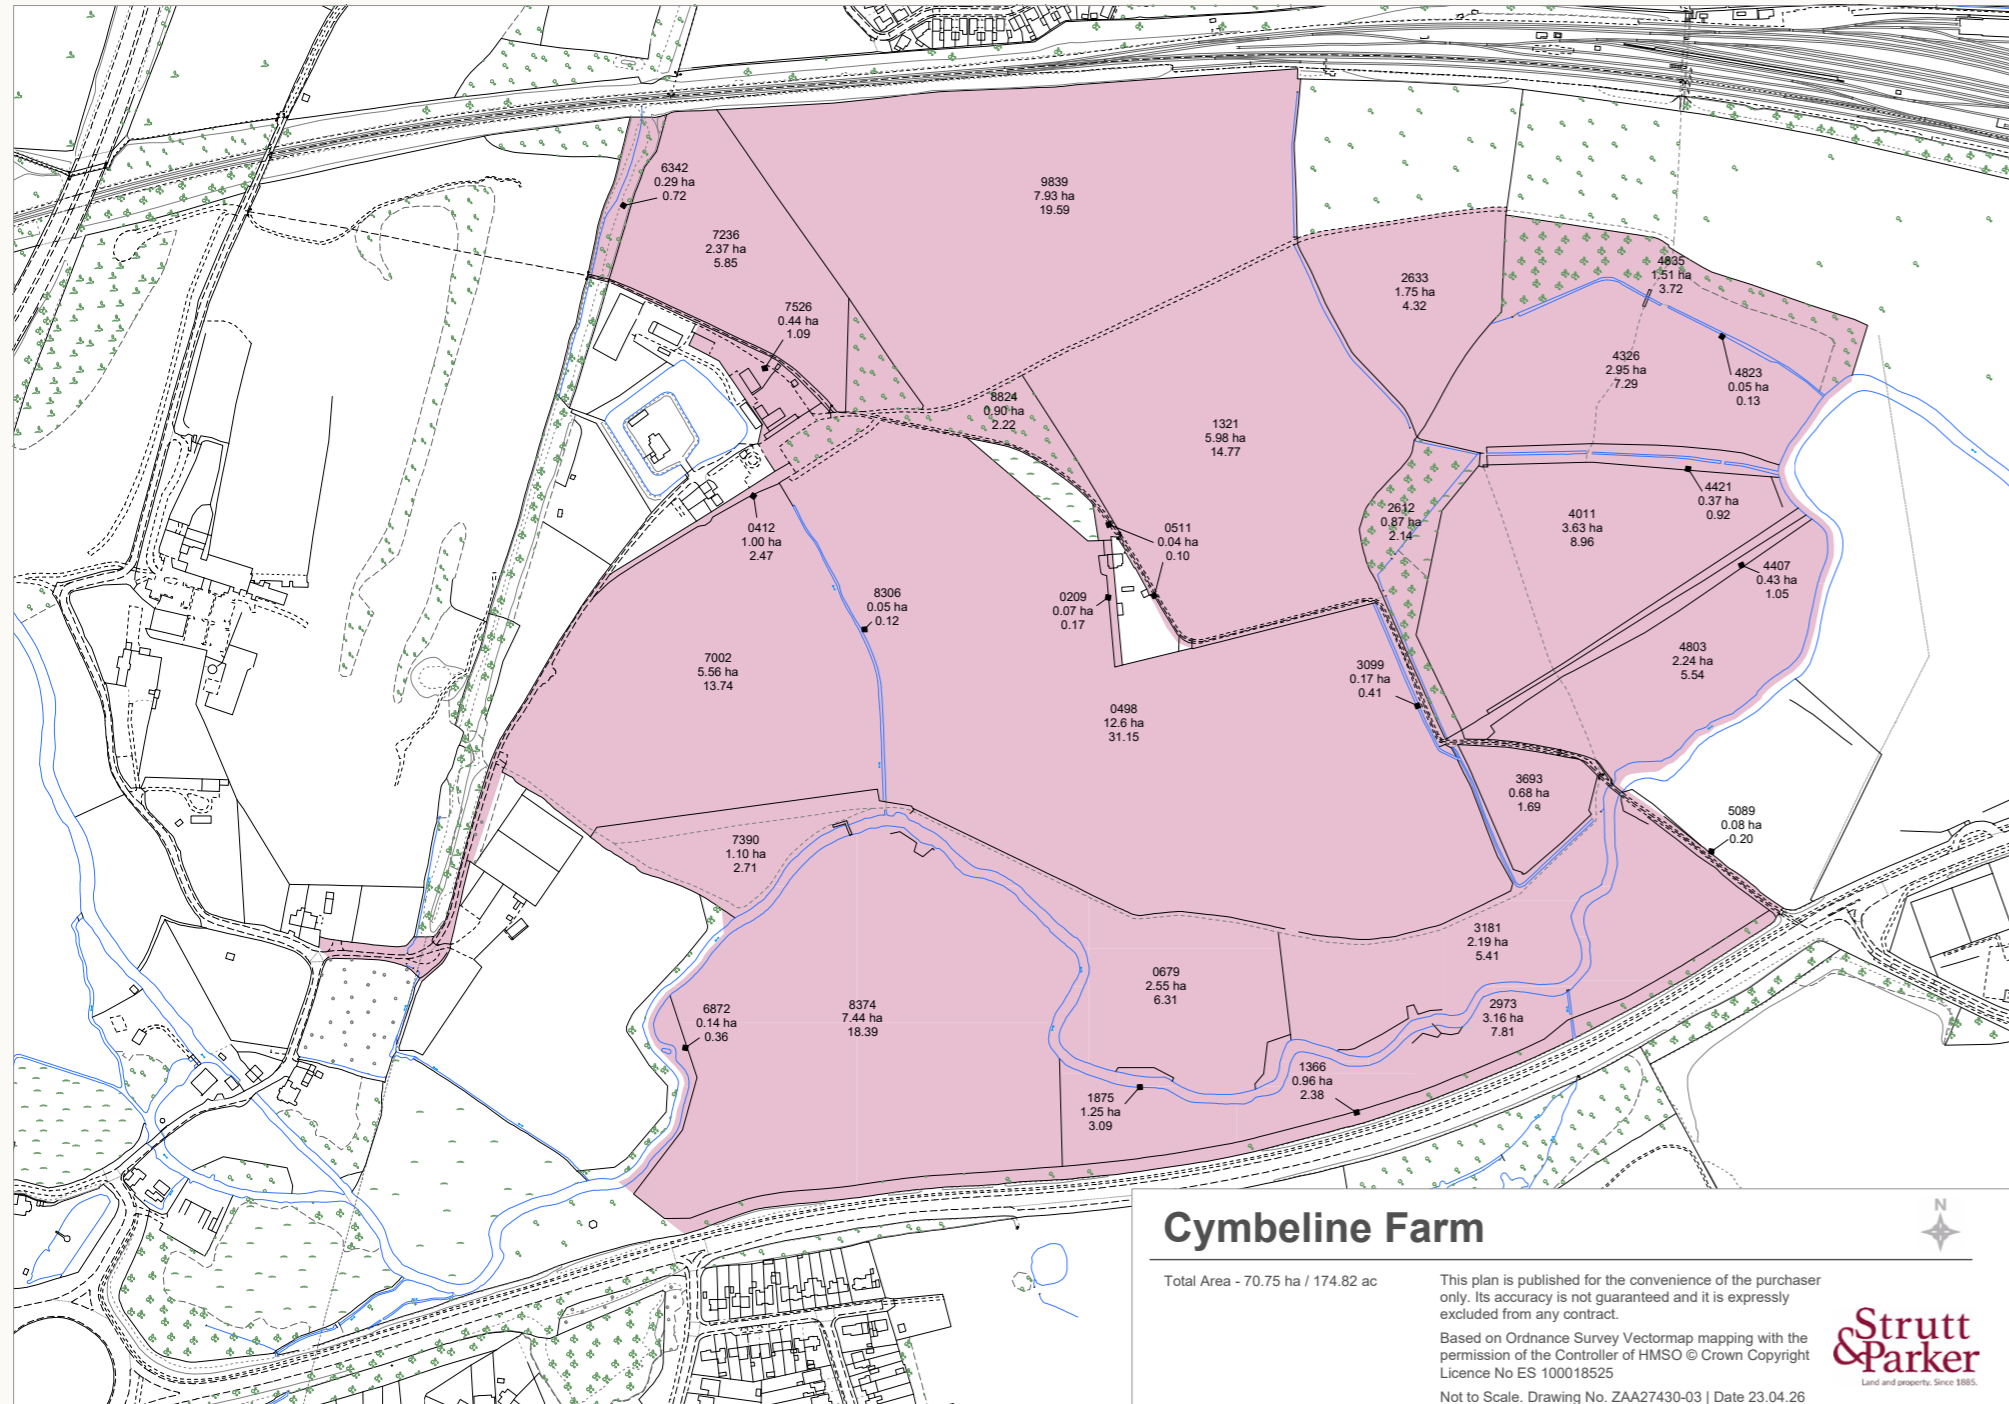 6342
0.29 ha
0.72
9839
7.93 ha
19.59
7236
2.37 ha
5.85
4835
1.51 ha
3.72
2633
1.75 ha
4.32
7526
0.44 ha
1.09
4326
2.95 ha
7.29
4823
0.05 ha
0.13
8824
0.90 ha
2.22
1321
5.98 ha
14.77
4421
0.37 ha
0.92
2612
0.87 ha
2.14
4011
3.63 ha
8.96
0412
1.00 ha
2.47
0511
0.04 ha
0.10
4407
0.43 ha
1.05
8306
0.05 ha
0.12
0209
0.07 ha
0.17
7002
5.56 ha
13.74
4803
2.24 ha
5.54
3099
0.17 ha
0.41
0498
12.6 ha
31.15
3693
0.68 ha
1.69
5089
0.08 ha
0.20
7390
1.10 ha
2.71
3181
2.19 ha
5.41
0679
2.55 ha
6.31
6872
0.14 ha
0.36
8374
7.44 ha
18.39
2973
3.16 ha
7.81
1366
0.96 ha
2.38
1875
1.25 ha
3.09
Cymbeline Farm
N
Total Area - 70.75 ha / 174.82 ac
This plan is published for the convenience of the purchaser
only. Its accuracy is not guaranteed and it is expressly
excluded from any contract.
Based on Ordnance Survey Vectormap mapping with the
permission of the Controller of HMSO © Crown Copyright
Licence No ES 100018525
Not to Scale. Drawing No. ZAA27430-03 | Date 23.04.26
Strutt
&Parker
Land and property. Since 1885.